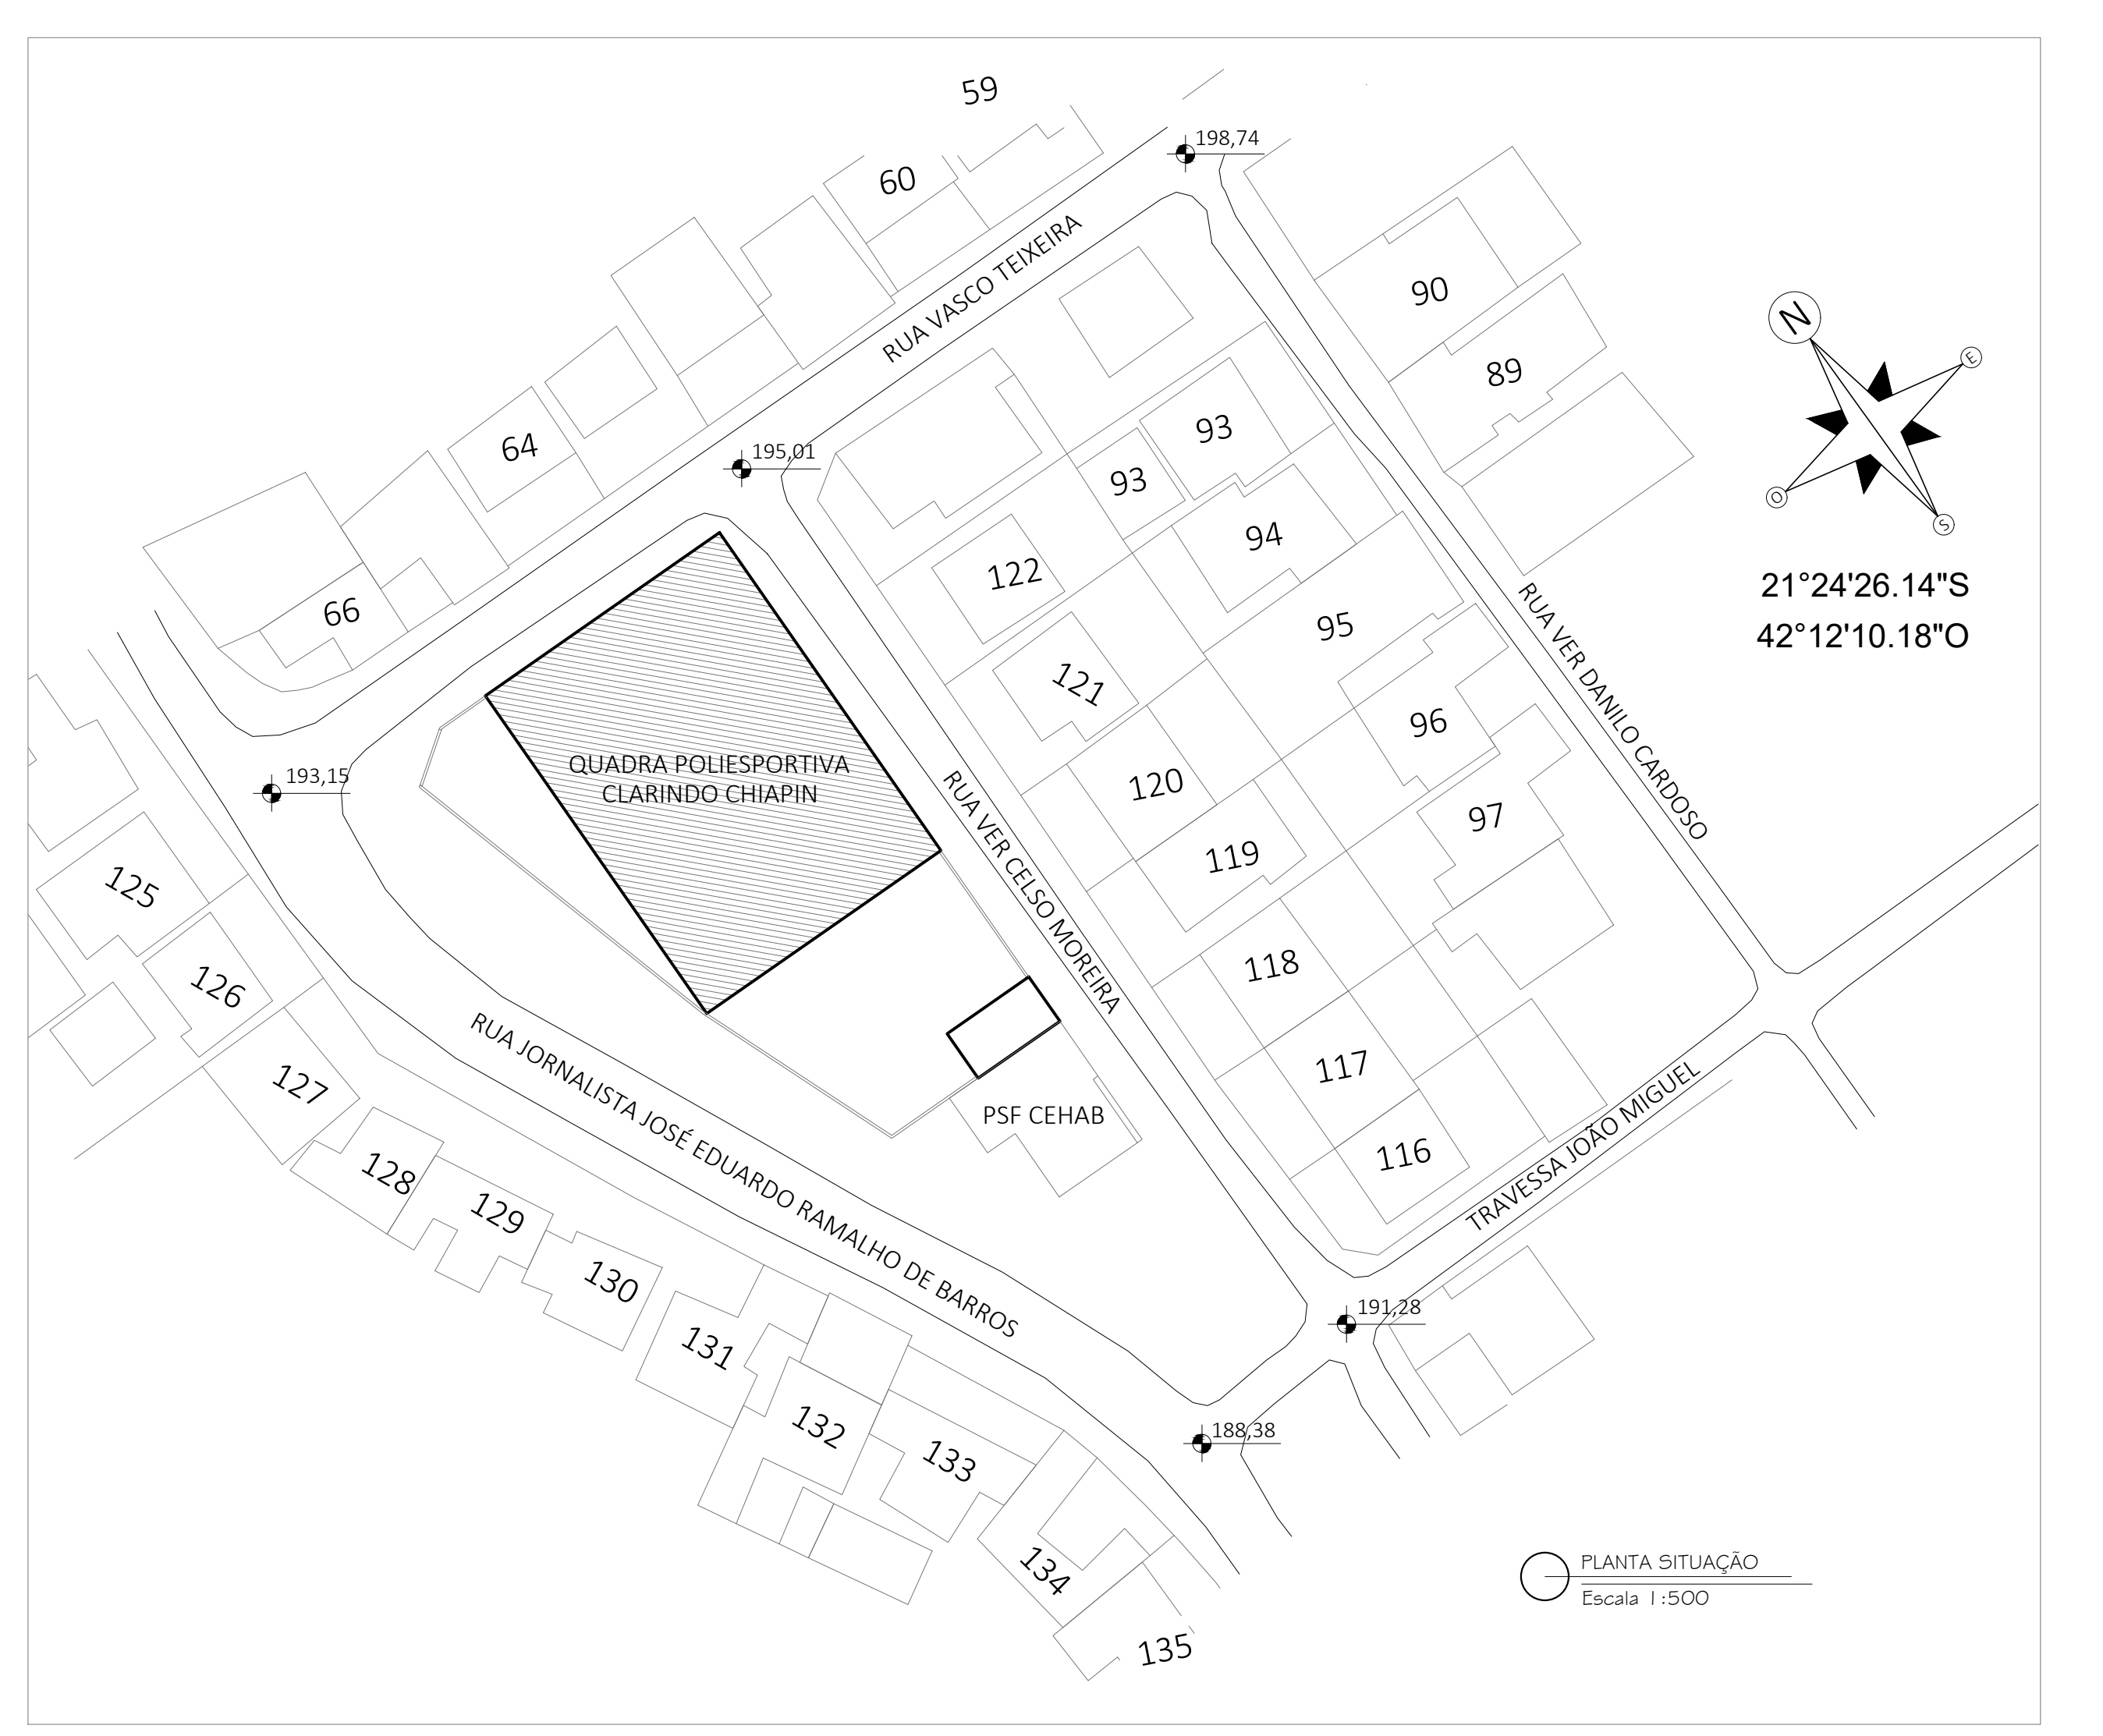 59
198,74
60
RUA VASCO TEIXEIRA
90
N
E
89
93
64
195,01
93
O
S
94
122
21°24'26.14"S
66
95
42°12'10.18"O
121
RUA VER DANILO CARDOSO
96
QUADRA POLIESPORTIVA
CLARINDO CHIAPIN
193,15
120
97
RUA VER CELSO MOREIRA
119
125
118
126
RUA JORNALISTA JOSÉ EDUARDO RAMALHO DE BARROS
117
127
PSF CEHAB
TRAVESSA JOÃO MIGUEL
116
128
129
130
191,28
131
132
188,38
133
134
PLANTA SITUAÇÃO
Escala 1:500
135